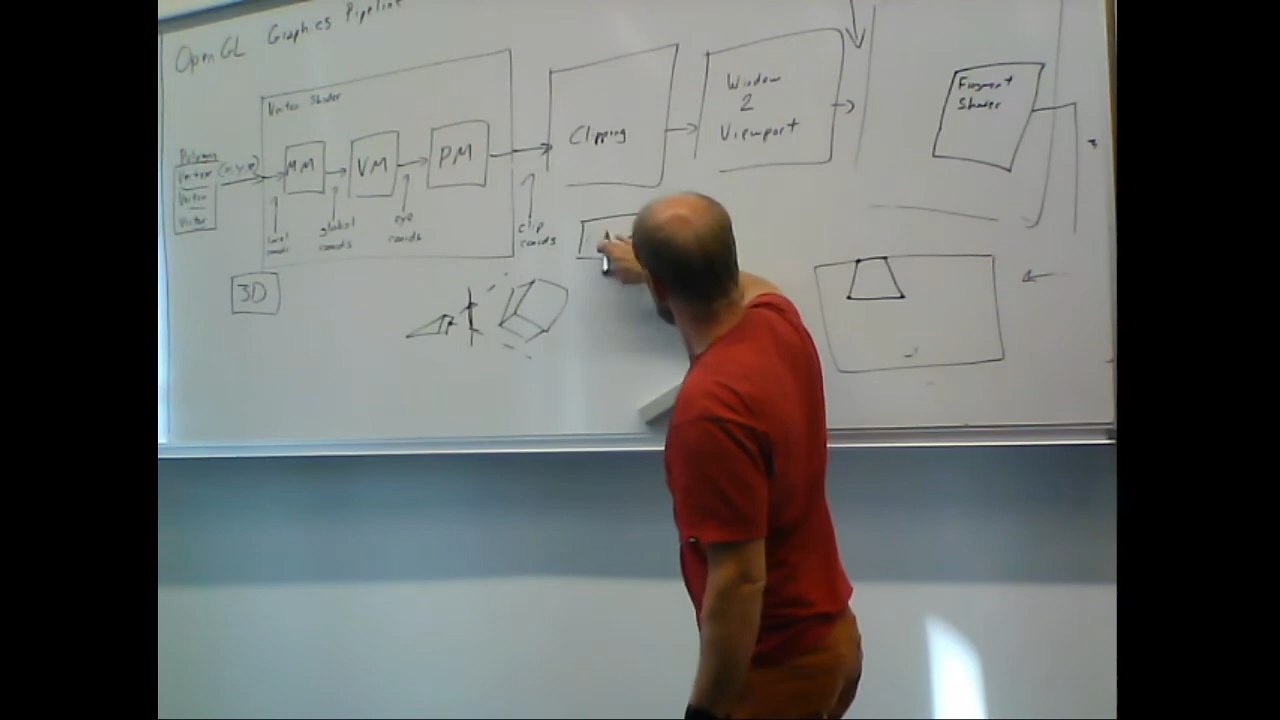 OpenGL Graphics Pipeline
Vertex Shader
Vertex (x,y,z)
Vertex
Vertex
MM
VM
PM
local
coords
global
coords
eye
coords
clip
coords
Clipping
Window
2
Viewport
Fragment
Shader
3D